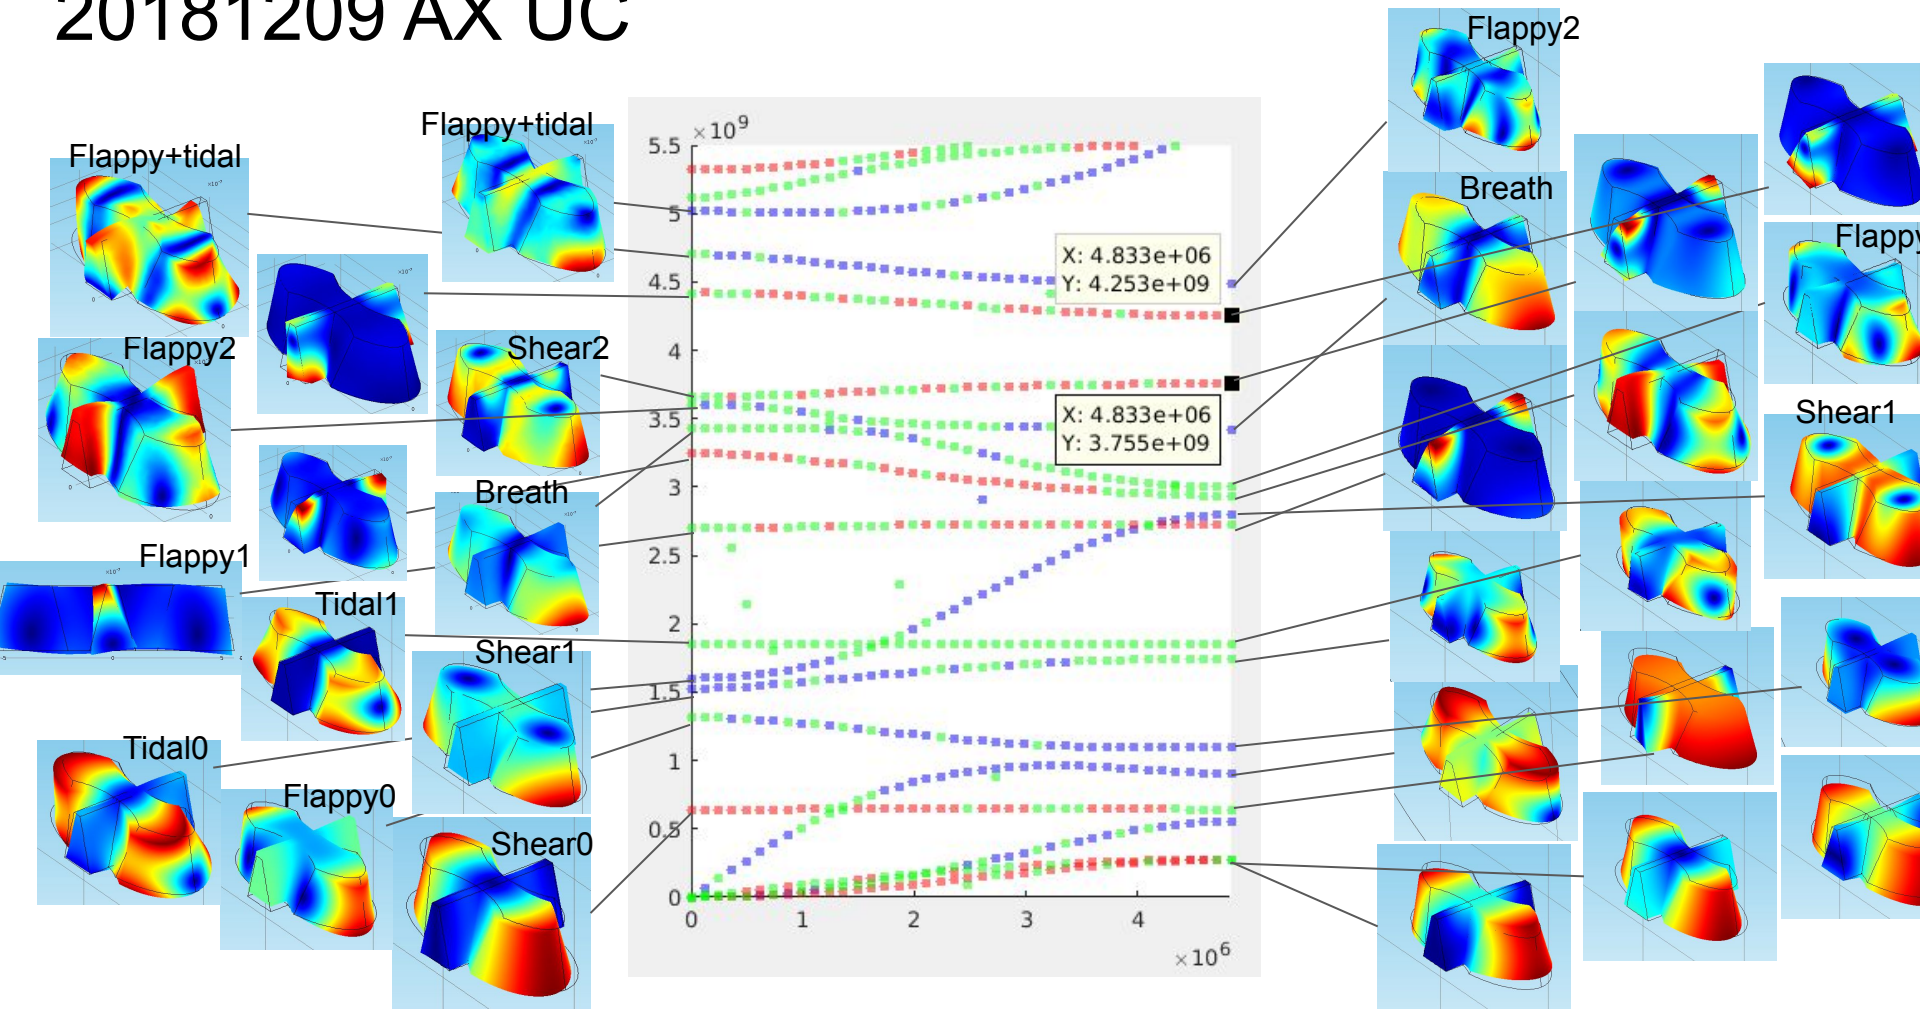 20181209 AX UC
Flappy+tidal
Flappy+tidal
Flappy2
Shear2
Breath
Flappy1
Tidal1
Shear1
Tidal0
Flappy0
Shear0
×10^9
5.5
5
4.5
4
3.5
3
2.5
2
1.5
1
0.5
0
0 1 2 3 4
×10^6
X: 4.833e+06
Y: 4.253e+09
X: 4.833e+06
Y: 3.755e+09
Flappy2
Breath
Flappy
Shear1